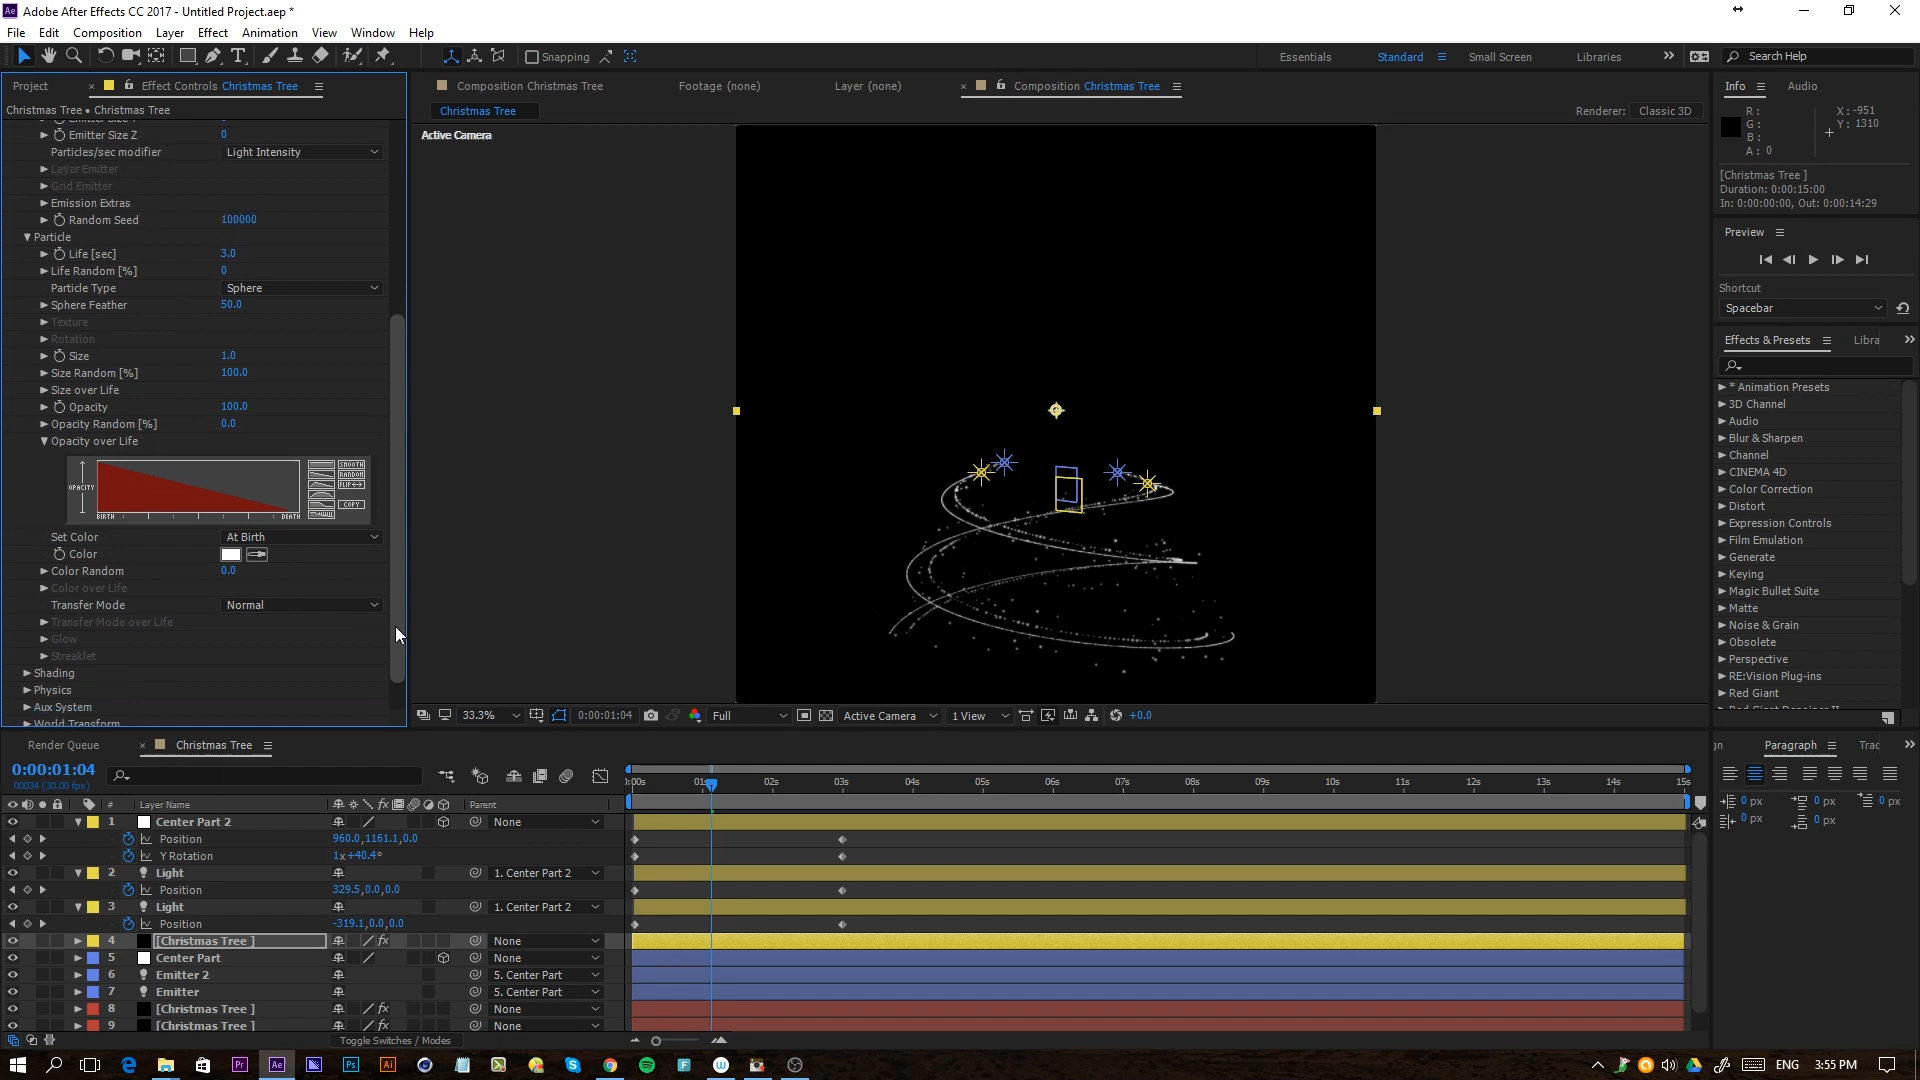 Adobe After Effects CC 2017 - Untitled Project.aep *
File Edit Composition Layer Effect Animation View Window Help
Snapping
Essentials Standard Small Screen Libraries Search Help
Project Effect Controls Christmas Tree
Composition Christmas Tree Footage (none) Layer (none) Composition Christmas Tree
Info Audio
Christmas Tree • Christmas Tree
Christmas Tree
Renderer: Classic 3D
Active Camera
R:
G:
B:
A: 0
X: -951
Y: 1310
[Christmas Tree ]
Duration: 0:00:15:00
In: 0:00:00:00, Out: 0:00:14:29
Preview
Shortcut
Spacebar
Effects & Presets Libra
* Animation Presets
3D Channel
Audio
Blur & Sharpen
Channel
CINEMA 4D
Color Correction
Distort
Expression Controls
Film Emulation
Generate
Keying
Magic Bullet Suite
Matte
Noise & Grain
Obsolete
Perspective
RE:Vision Plug-ins
Red Giant
Emitter Size Z 0
Particles/sec modifier Light Intensity
Layer Emitter
Grid Emitter
Emission Extras
Random Seed 100000
Particle
Life [sec] 3.0
Life Random [%] 0
Particle Type Sphere
Sphere Feather 50.0
Texture
Rotation
Size 1.0
Size Random [%] 100.0
Size over Life
Opacity 100.0
Opacity Random [%] 0.0
Opacity over Life
OPACITY
SMOOTH
RANDOM
FLIP
COPY
BIRTH DEATH
Set Color At Birth
Color
Color Random 0.0
Color over Life
Transfer Mode Normal
Transfer Mode over Life
Glow
Streaklet
Shading
Physics
Aux System
World Transform
33.3% 0:00:01:04 Full Active Camera 1 View +0.0
Render Queue Christmas Tree
Paragraph Trac
0:00:01:04
00034 (30.00 fps)
:00s 01s 02s 03s 04s 05s 06s 07s 08s 09s 10s 11s 12s 13s 14s 15s
0 px 0 px 0 px
0 px 0 px
# Layer Name Parent
1 Center Part 2 None
Position 960.0,1161.1,0.0
Y Rotation 1x+40.4°
2 Light 1. Center Part 2
Position 329.5,0.0,0.0
3 Light 1. Center Part 2
Position -319.1,0.0,0.0
4 [Christmas Tree ] None
5 Center Part None
6 Emitter 2 5. Center Part
7 Emitter 5. Center Part
8 [Christmas Tree ] None
9 [Christmas Tree ] None
Toggle Switches / Modes
ENG 3:55 PM